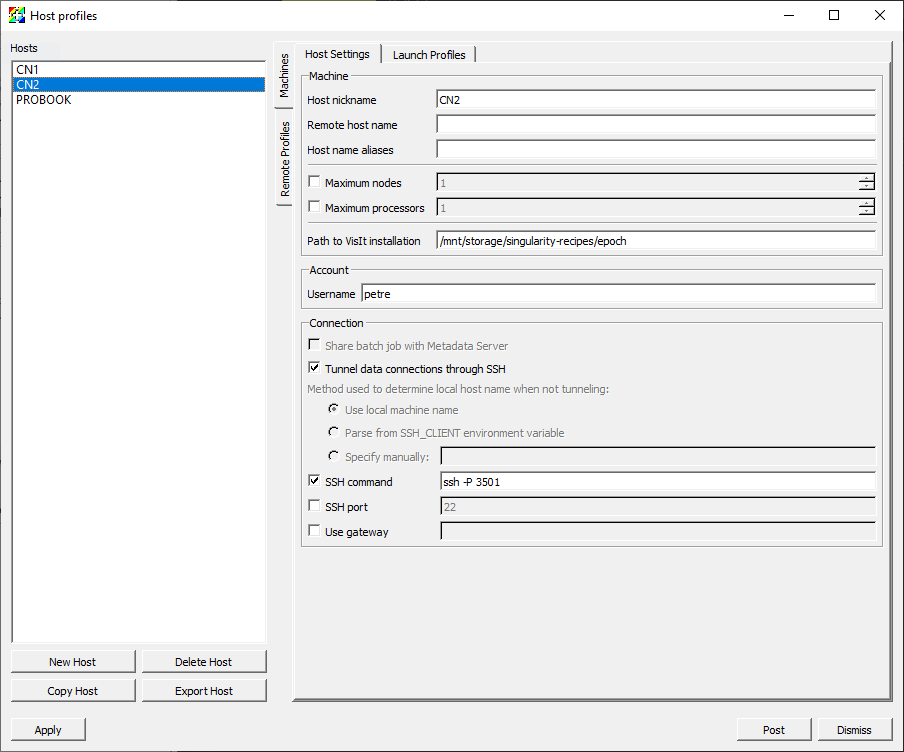 Host profiles
Hosts
CN1
CN2
PROBOOK
New Host
Delete Host
Copy Host
Export Host
Machines
Remote Profiles
Host Settings
Launch Profiles
Machine
Host nickname
CN2
Remote host name
Host name aliases
Maximum nodes
1
Maximum processors
1
Path to VisIt installation
/mnt/storage/singularity-recipes/epoch
Account
Username
petre
Connection
Share batch job with Metadata Server
Tunnel data connections through SSH
Method used to determine local host name when not tunneling:
Use local machine name
Parse from SSH_CLIENT environment variable
Specify manually:
SSH command
ssh -P 3501
SSH port
22
Use gateway
Apply
Post
Dismiss